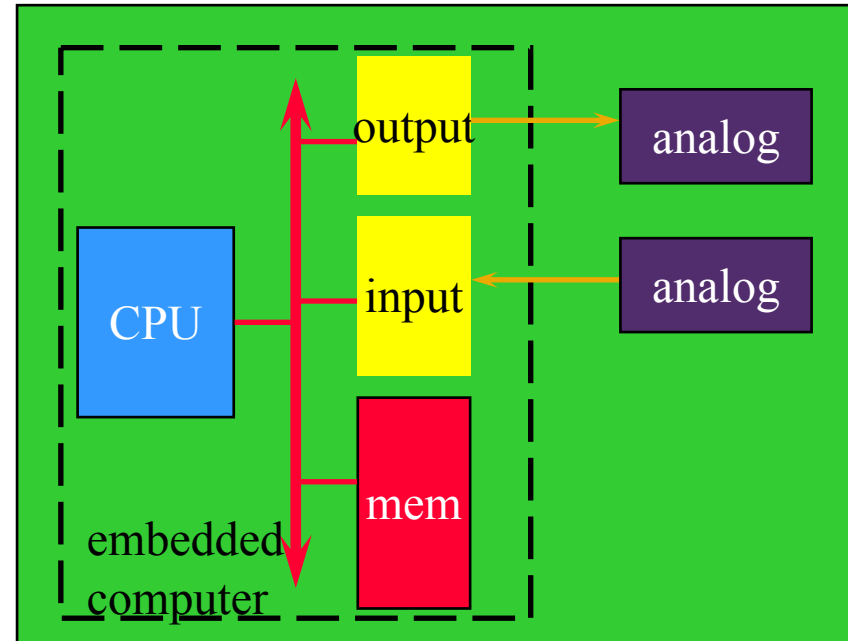 output
analog
input
analog
CPU
mem
embedded
computer